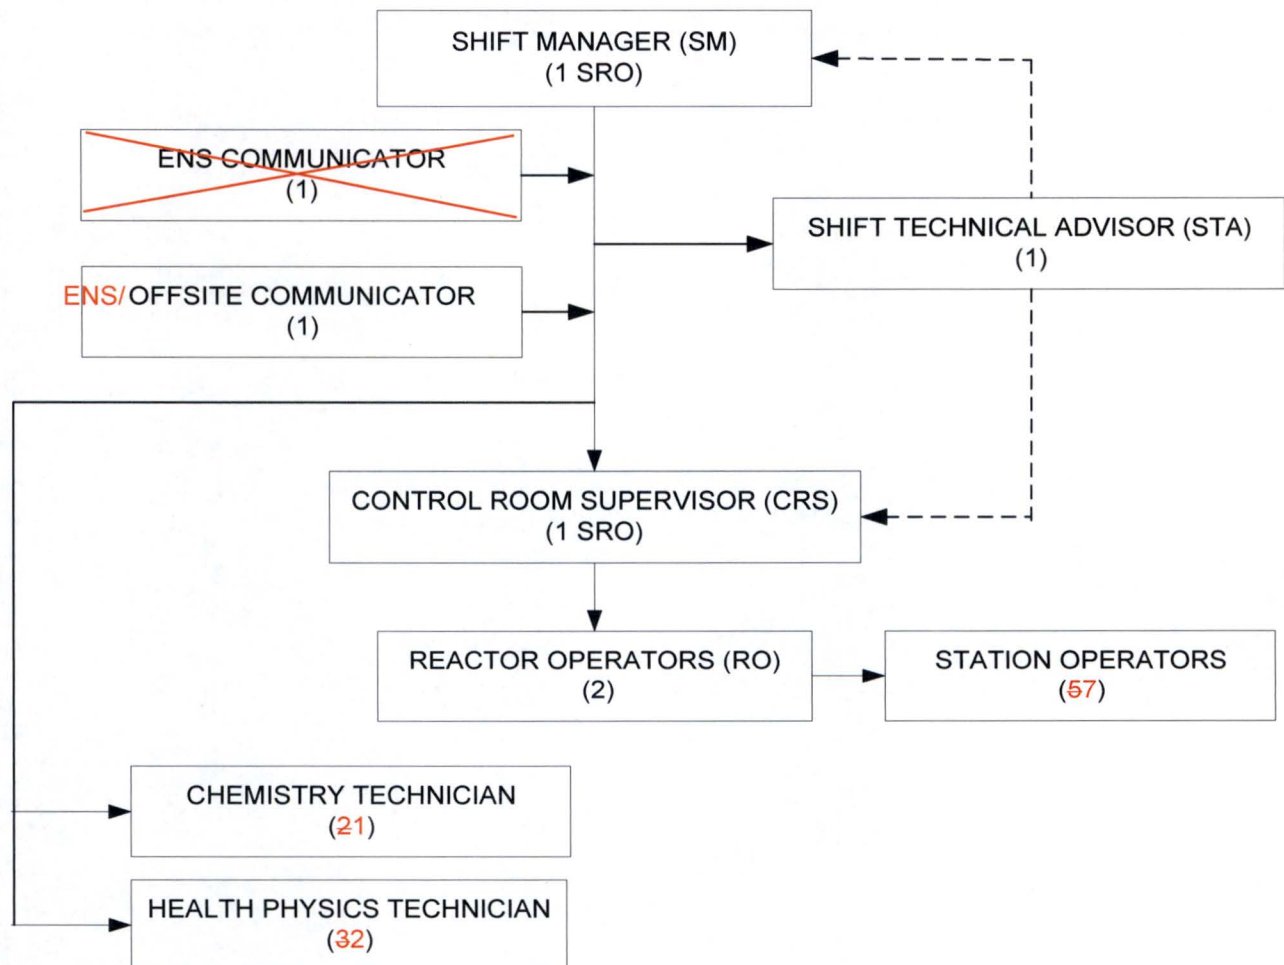 SHIFT MANAGER (SM)
(1 SRO)
ENS COMMUNICATOR
(1)
SHIFT TECHNICAL ADVISOR (STA)
(1)
ENS/OFFSITE COMMUNICATOR
(1)
CONTROL ROOM SUPERVISOR (CRS)
(1 SRO)
REACTOR OPERATORS (RO)
(2)
STATION OPERATORS
(57)
CHEMISTRY TECHNICIAN
(21)
HEALTH PHYSICS TECHNICIAN
(32)